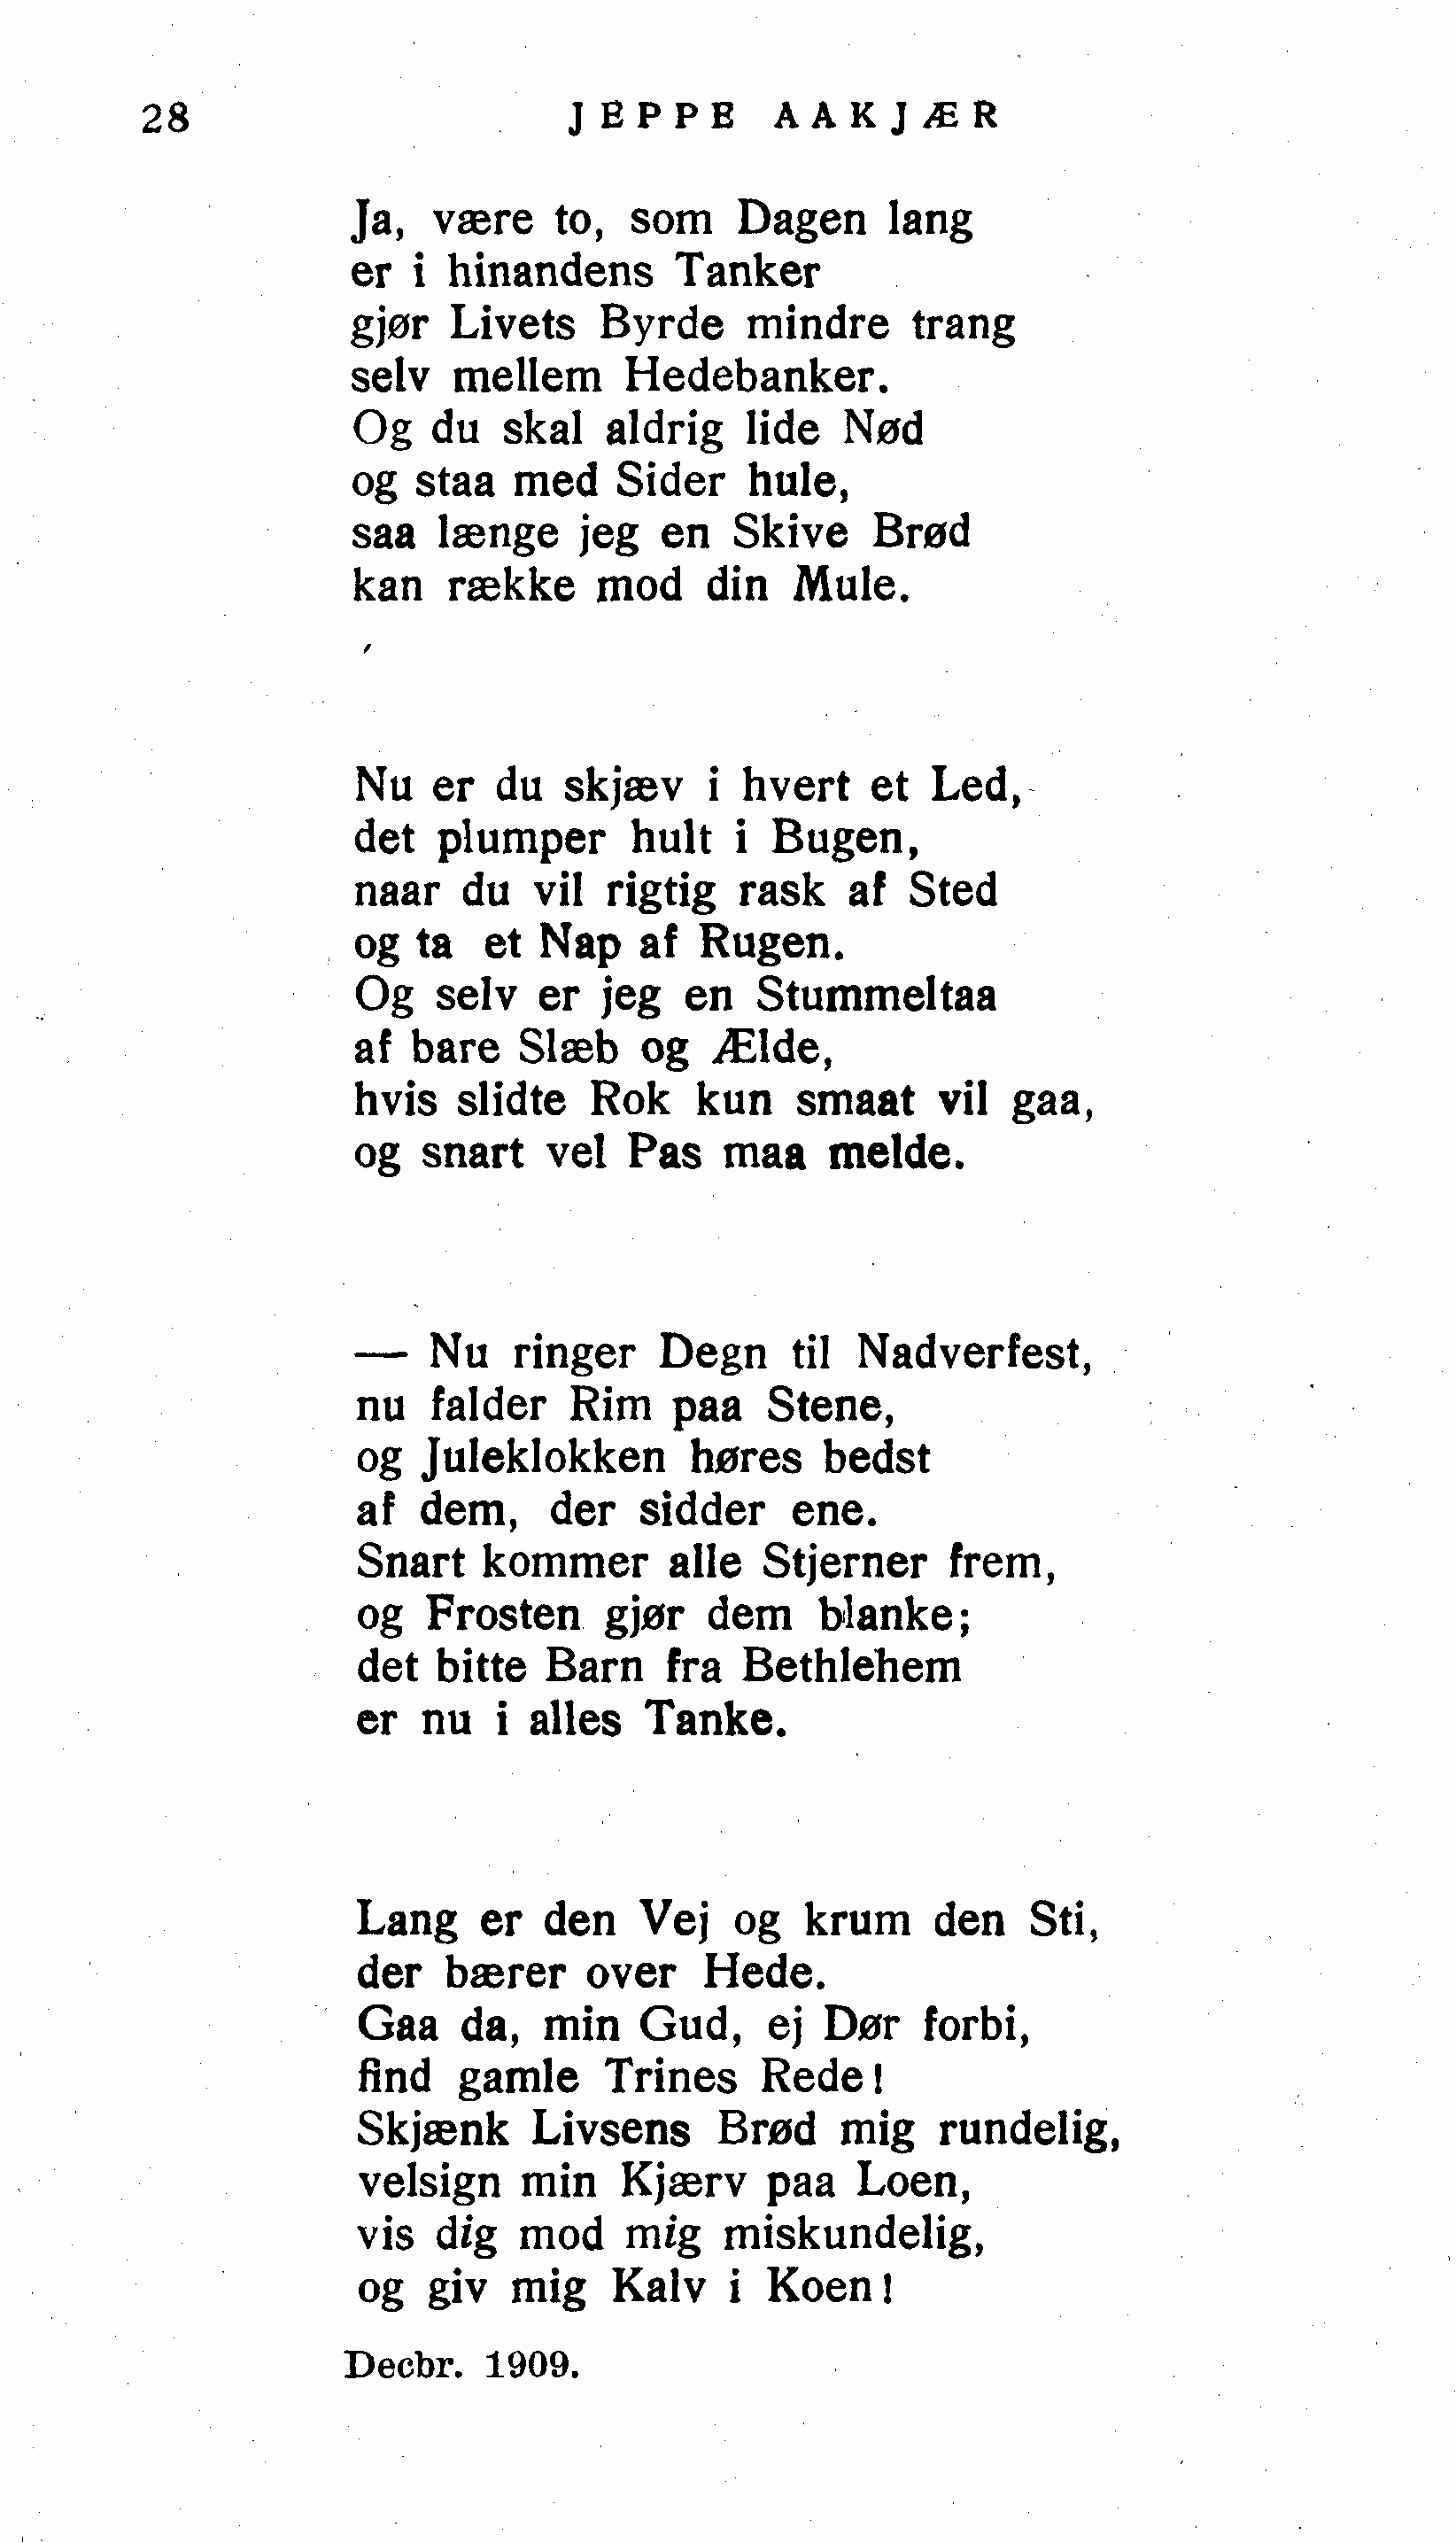 28 JEPPE AAKJÆR
Ja, være to, som Dagen lang
er i hinandens Tanker
gjør Livets Byrde mindre trang
selv mellem Hedebanker.
Og du skal aldrig lide Nød
og staa med Sider hule,
saa længe jeg en Skive Brød
kan række mod din Mule.
Nu er du skjæv i hvert et Led,
det plumper hult i Bugen,
naar du vil rigtig rask af Sted
og ta et Nap af Rugen.
Og selv er jeg en Stummeltaa
af bare Slæb og Ælde,
hvis slidte Rok kun smaat vil gaa,
og snart vel Pas maa melde.
— Nu ringer Degn til Nadverfest,
nu falder Rim paa Stene,
og Juleklokken høres bedst
af dem, der sidder ene.
Snart kommer alle Stjerner frem,
og Frosten gjør dem blanke;
det bitte Barn fra Bethlehem
er nu i alles Tanke.
Lang er den Vej og krum den Sti,
der bærer over Hede.
Gaa da, min Gud, ej Dør forbi,
find gamle Trines Rede!
Skjænk Livsens Brød mig rundelig,
velsign min Kjærv paa Loen,
vis dig mod mig miskundelig,
og giv mig Kalv i Koen!
Decbr. 1909.